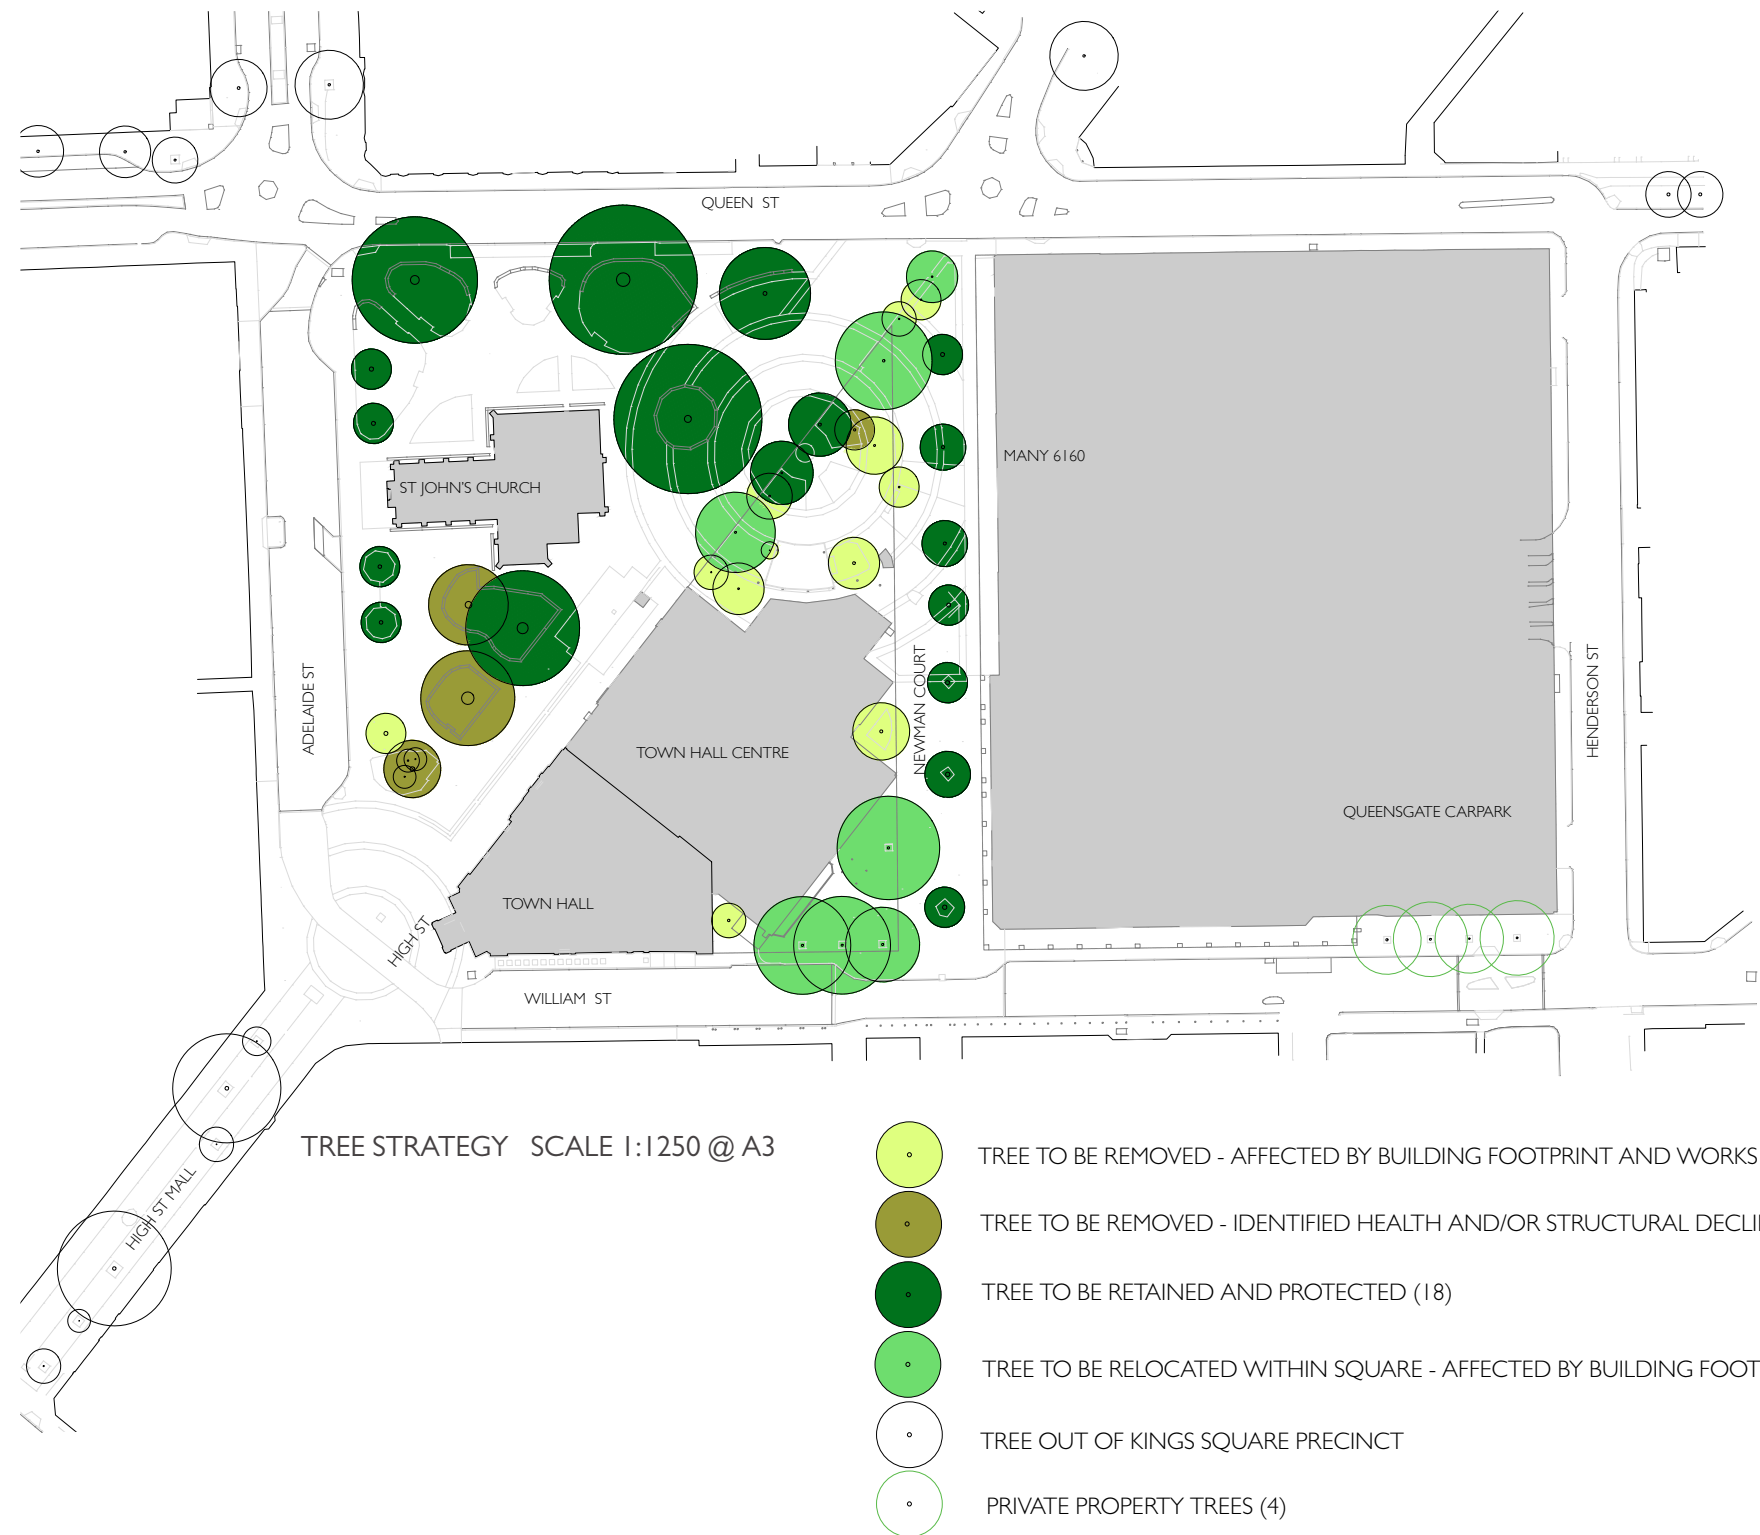 QUEEN ST
MANY 6160
ST JOHN'S CHURCH
ADELAIDE ST
NEWMAN COURT
HENDERSON ST
TOWN HALL CENTRE
QUEENSGATE CARPARK
TOWN HALL
HIGH ST
WILLIAM ST
HIGH ST MALL
TREE STRATEGY SCALE 1:1250 @ A3
TREE TO BE REMOVED - AFFECTED BY BUILDING FOOTPRINT AND WORKS
TREE TO BE REMOVED - IDENTIFIED HEALTH AND/OR STRUCTURAL
TREE TO BE RETAINED AND PROTECTED (18)
TREE TO BE RELOCATED WITHIN SQUARE - AFFECTED BY BUILDING
TREE OUT OF KINGS SQUARE PRECINCT
PRIVATE PROPERTY TREES (4)